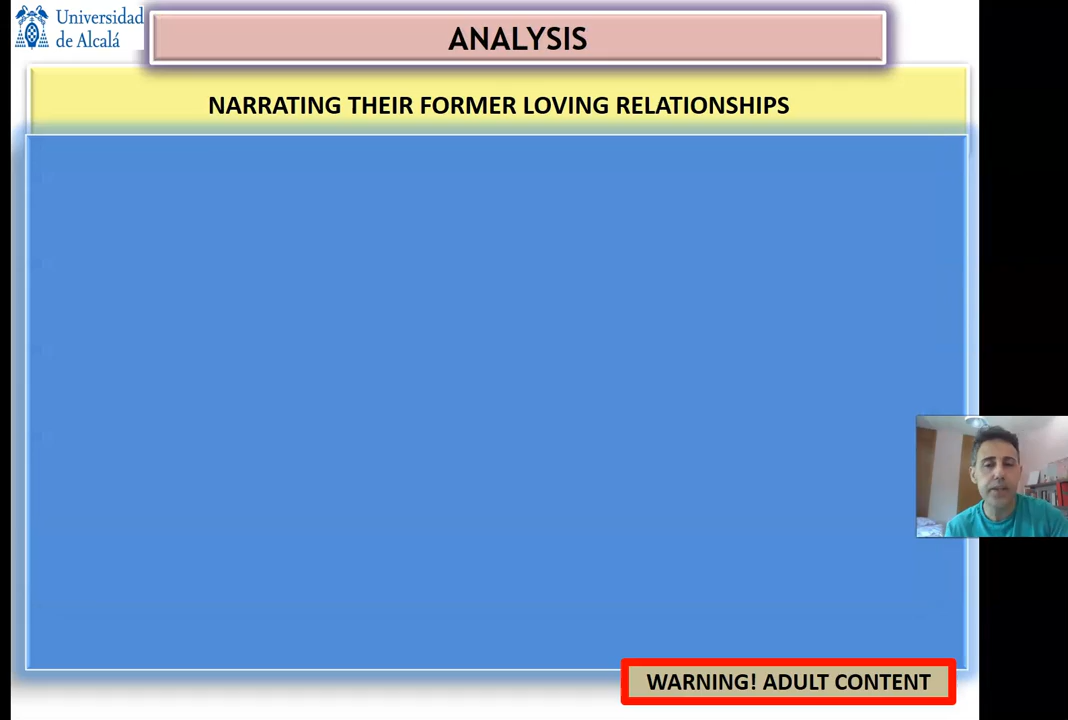 Universidad
de Alcalá
ANALYSIS
NARRATING THEIR FORMER LOVING RELATIONSHIPS
WARNING! ADULT CONTENT